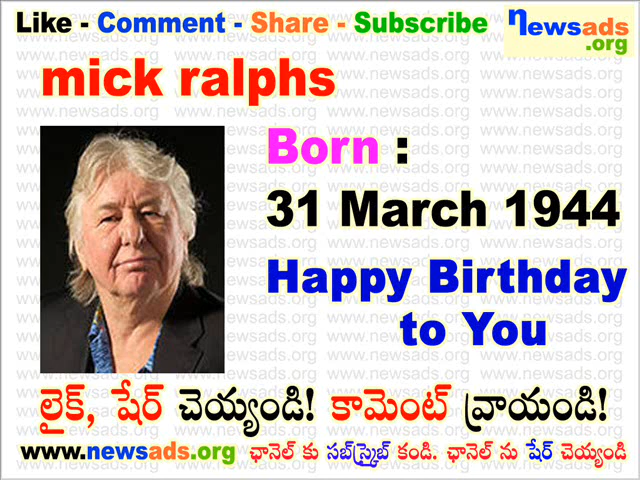 Like - Comment - Share - Subscribe
newsads
.org
mick ralphs
Born :
31 March 1944
Happy Birthday
to You
లైక్, షేర్ చెయ్యండి! కామెంట్ వ్రాయండి!
www.newsads.org ఛానెల్ కు సబ్‌స్క్రైబ్ కండి. ఛానెల్ ను షేర్ చెయ్యండి